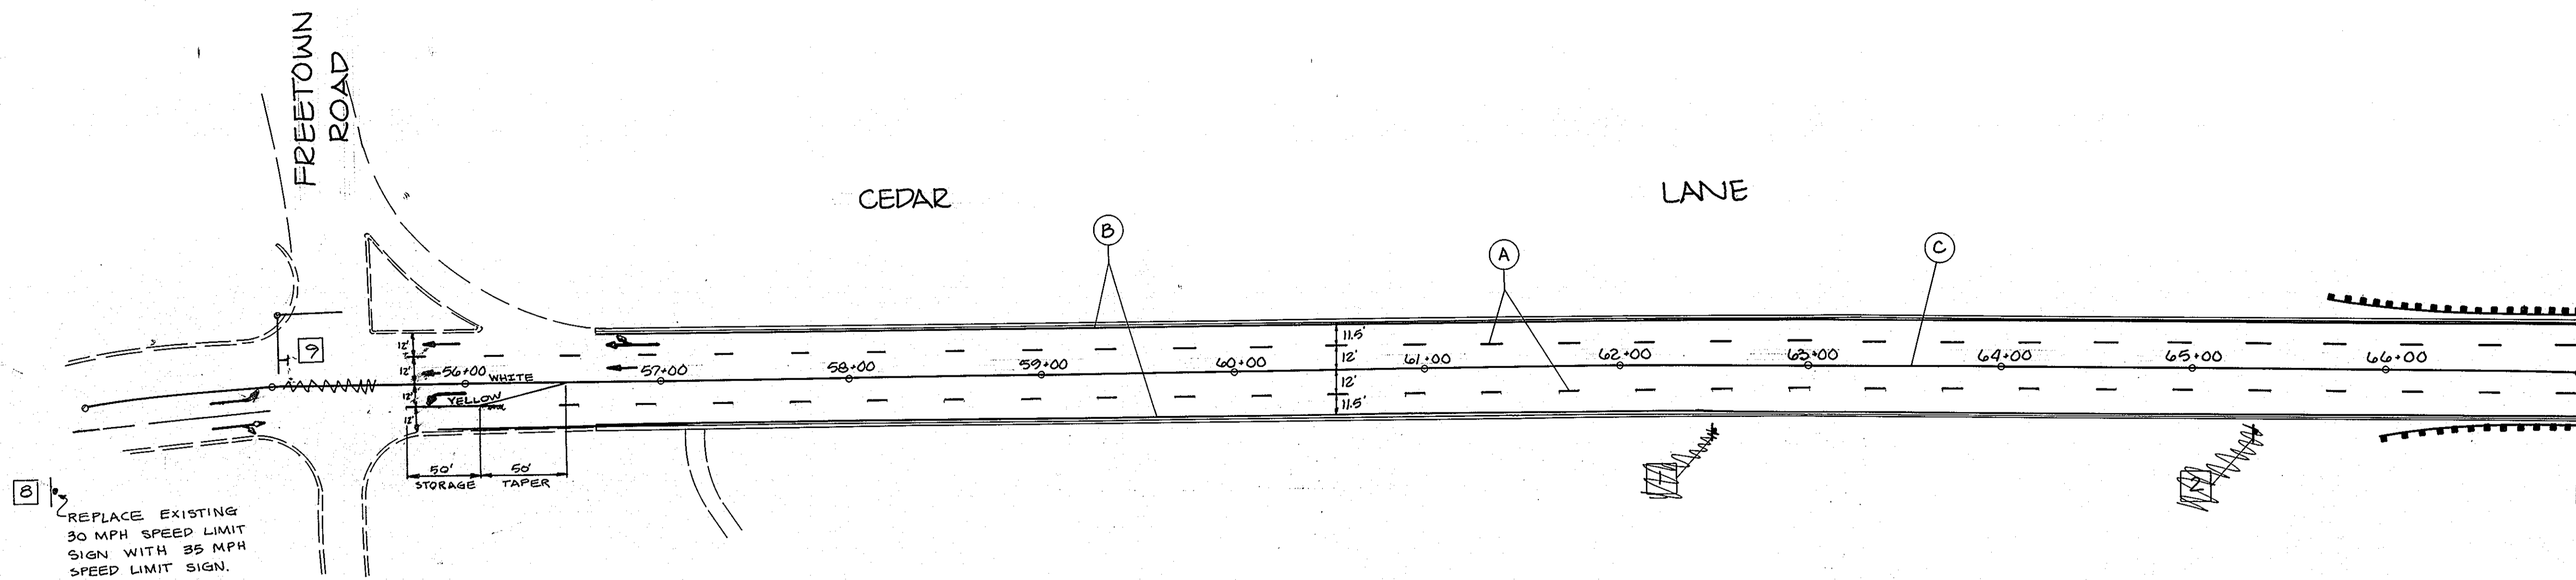 FREETOWN
ROAD
CEDAR
LANE
B
A
C
9
12'
12'
12'
12'
56+00
WHITE
YELLOW
57+00
58+00
59+00
60+00
11.5'
12'
12'
11.5'
61+00
62+00
63+00
64+00
65+00
66+00
50'
50'
STORAGE
TAPER
1
2
8
REPLACE EXISTING
30 MPH SPEED LIMIT
SIGN WITH 35 MPH
SPEED LIMIT SIGN.